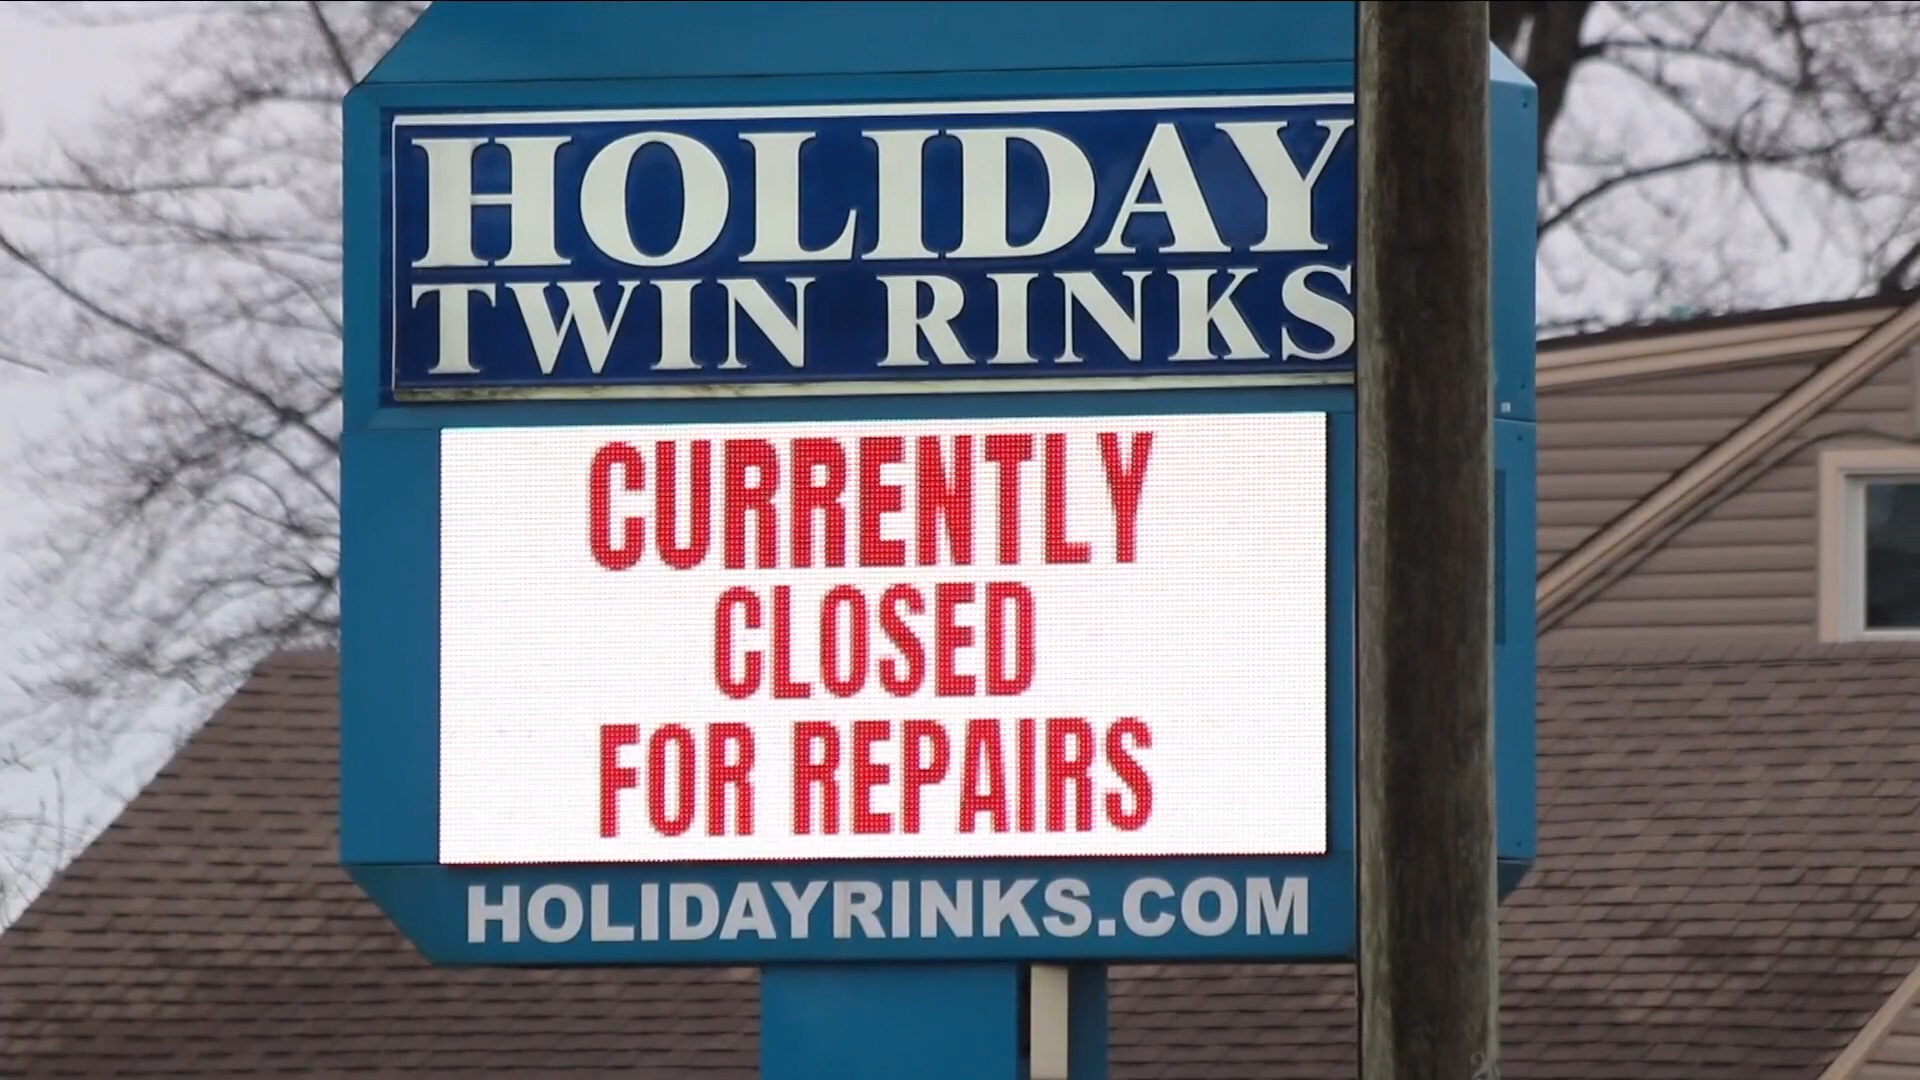 HOLIDAY
TWIN RINKS
CURRENTLY
CLOSED
FOR REPAIRS
HOLIDAYRINKS.COM